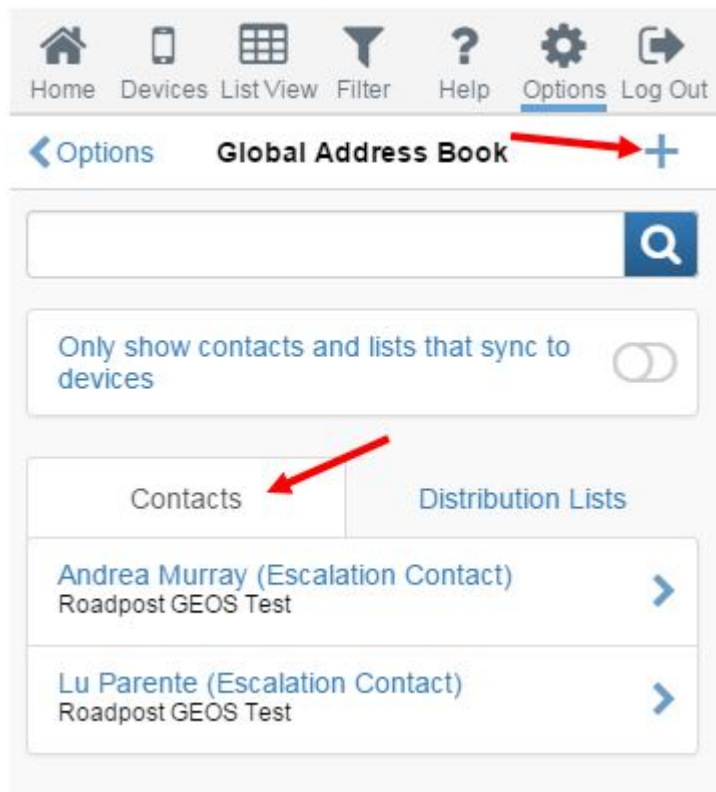 Home Devices List View Filter Help Options Log Out
Options Global Address Book
Only show contacts and lists that sync to
devices
Contacts Distribution Lists
Andrea Murray (Escalation Contact)
Roadpost GEOS Test
Lu Parente (Escalation Contact)
Roadpost GEOS Test